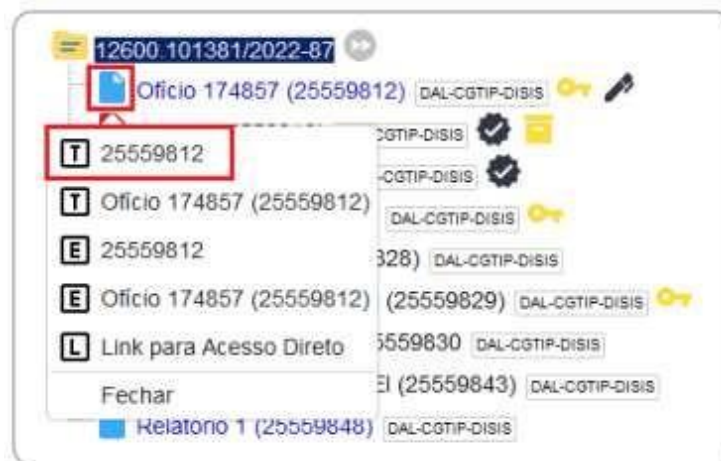 12600.101381/2022-87
Ofício 174857 (25559812) DAL-CGTIP-DISIS
CGTIP-DISIS
T 25559812
-CGTIP-DISIS
T Ofício 174857 (25559812)
DAL-CGTIP-DISIS
E 25559812
328) DAL-CGTIP-DISIS
E Ofício 174857 (25559812)
(25559829) DAL-CGTIP-DISIS
L Link para Acesso Direto
5559830 DAL-CGTIP-DISIS
Fechar
El (25559843) DAL-CGTIP-DISIS
Relatório 1 (25559848) DAL-CGTIP-DISIS